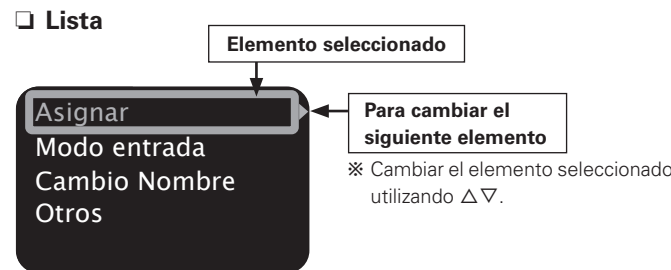 ❏ Lista
Elemento seleccionado
Asignar
Modo entrada
Cambio Nombre
Otros
Para cambiar el
siguiente elemento
※ Cambiar el elemento seleccionado
utilizando △▽.